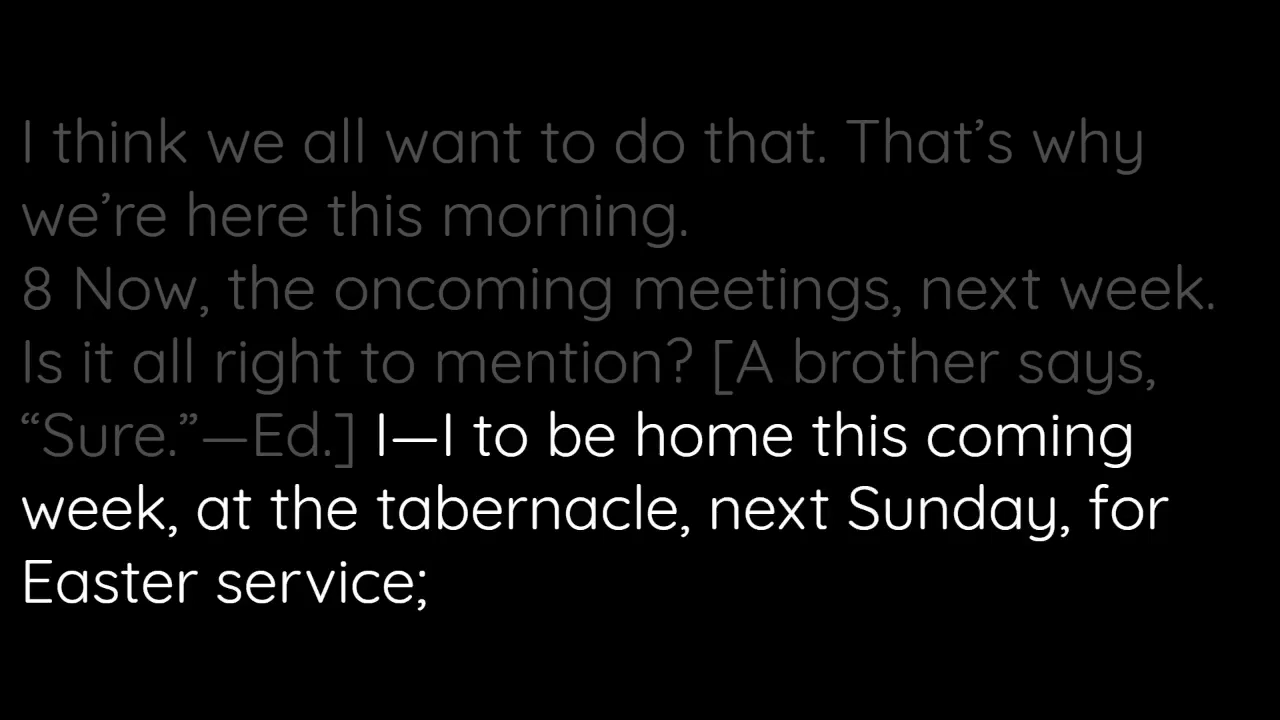 I think we all want to do that. That’s why
we’re here this morning.
8 Now, the oncoming meetings, next week.
Is it all right to mention? [A brother says,
“Sure.”—Ed.] I—I to be home this coming
week, at the tabernacle, next Sunday, for
Easter service;